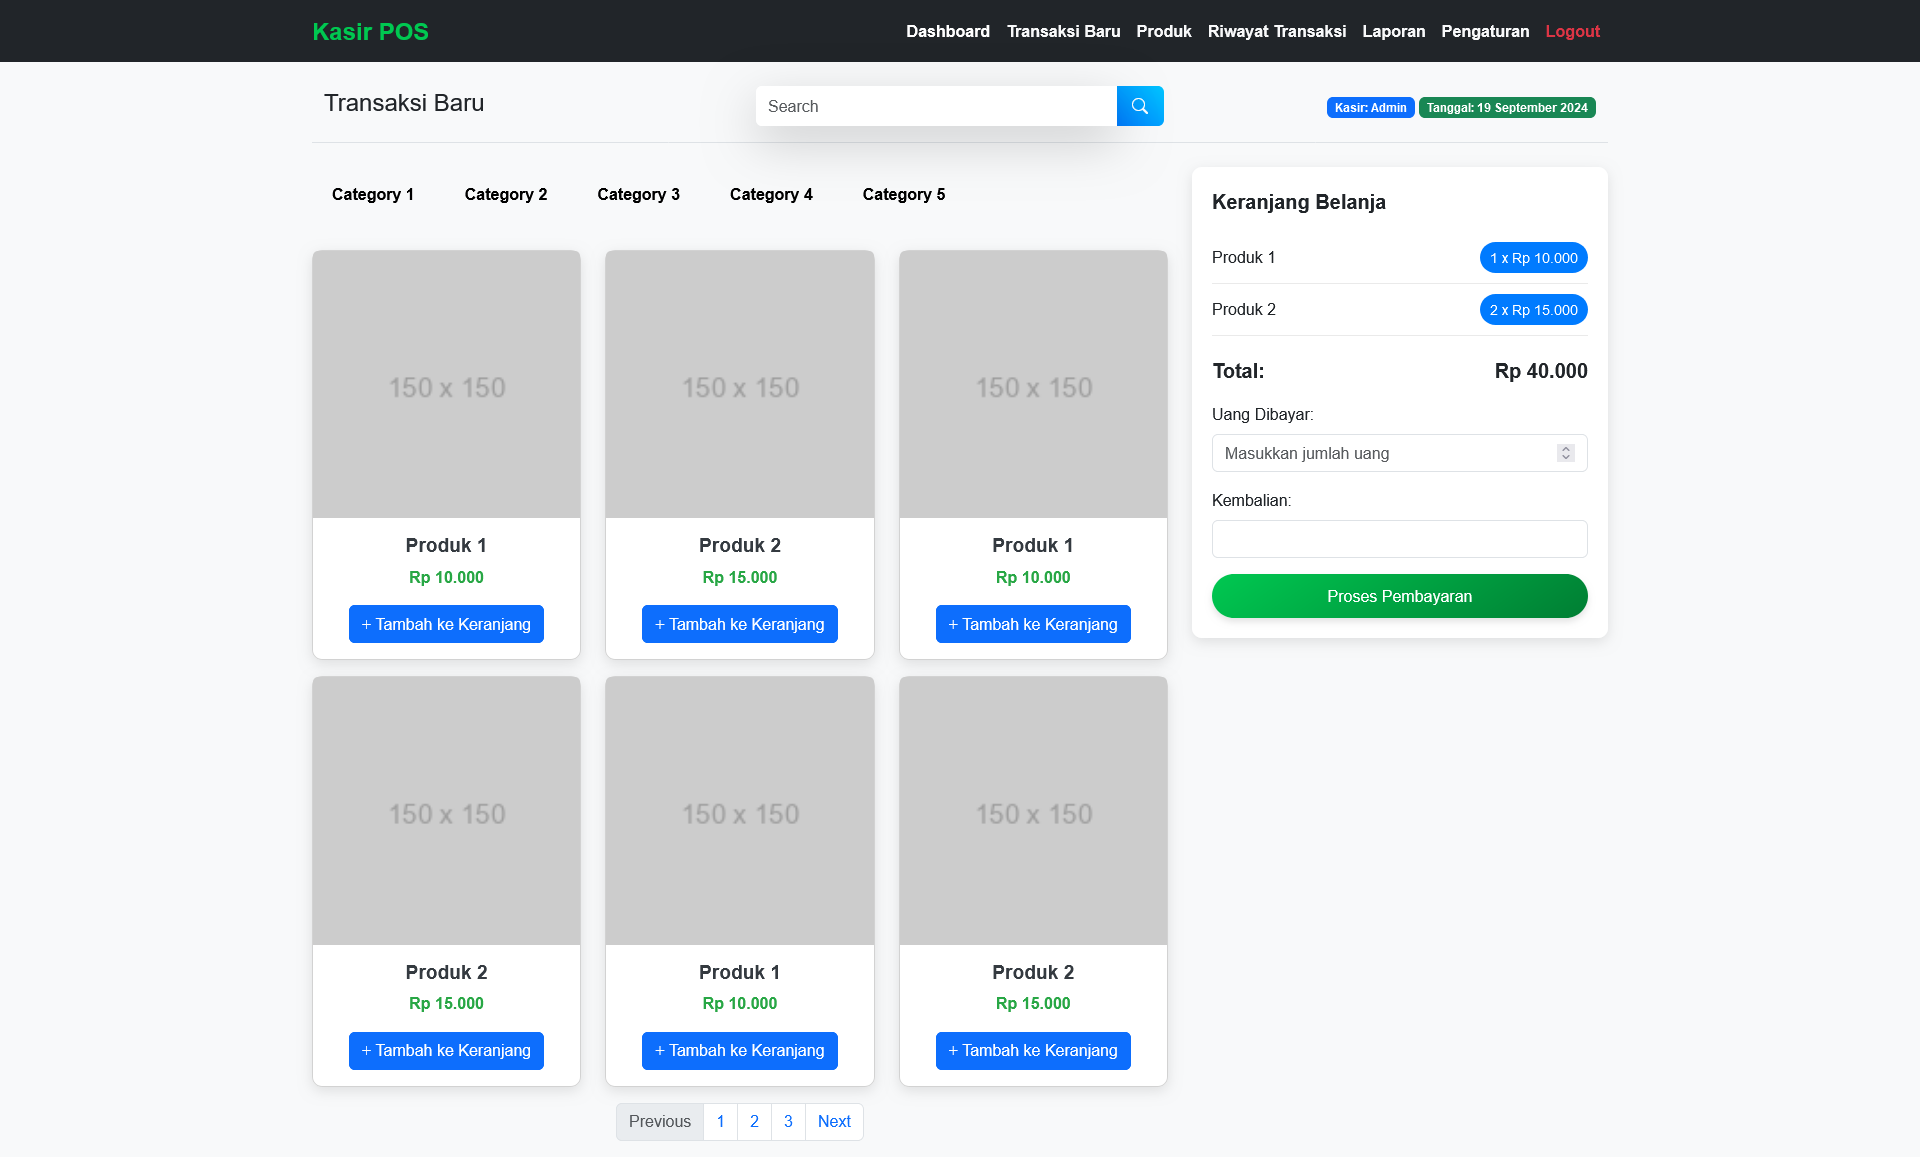 Kasir POS
Dashboard Transaksi Baru Produk Riwayat Transaksi Laporan Pengaturan Logout
Transaksi Baru
Search
Kasir: Admin Tanggal: 19 September 2024
Category 1 Category 2 Category 3 Category 4 Category 5
150 x 150 150 x 150 150 x 150
Produk 1 Produk 2 Produk 1
Rp 10.000 Rp 15.000 Rp 10.000
+ Tambah ke Keranjang + Tambah ke Keranjang + Tambah ke Keranjang
150 x 150 150 x 150 150 x 150
Produk 2 Produk 1 Produk 2
Rp 15.000 Rp 10.000 Rp 15.000
+ Tambah ke Keranjang + Tambah ke Keranjang + Tambah ke Keranjang
Previous 1 2 3 Next
Keranjang Belanja
Produk 1 1 x Rp 10.000
Produk 2 2 x Rp 15.000
Total: Rp 40.000
Uang Dibayar:
Masukkan jumlah uang
Kembalian:
Proses Pembayaran